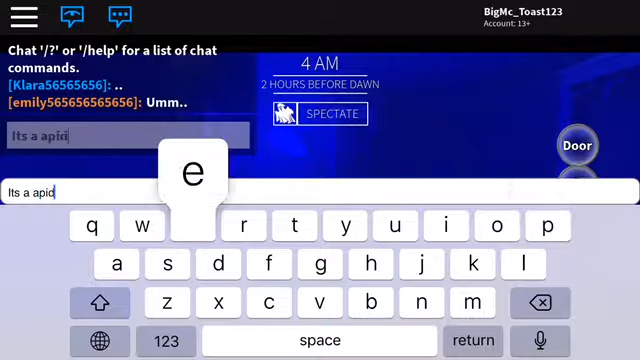 BigMc_Toast123
Account: 13+
Chat '/?' or '/help' for a list of chat
commands.
[Klara56565656]: ..
[emily565656565656]: Umm..
Its a apid
4 AM
2 HOURS BEFORE DAWN
SPECTATE
Door
Its a apid
e
q w r t y u i o p
a s d f g h j k l
z x c v b n m
123 space return